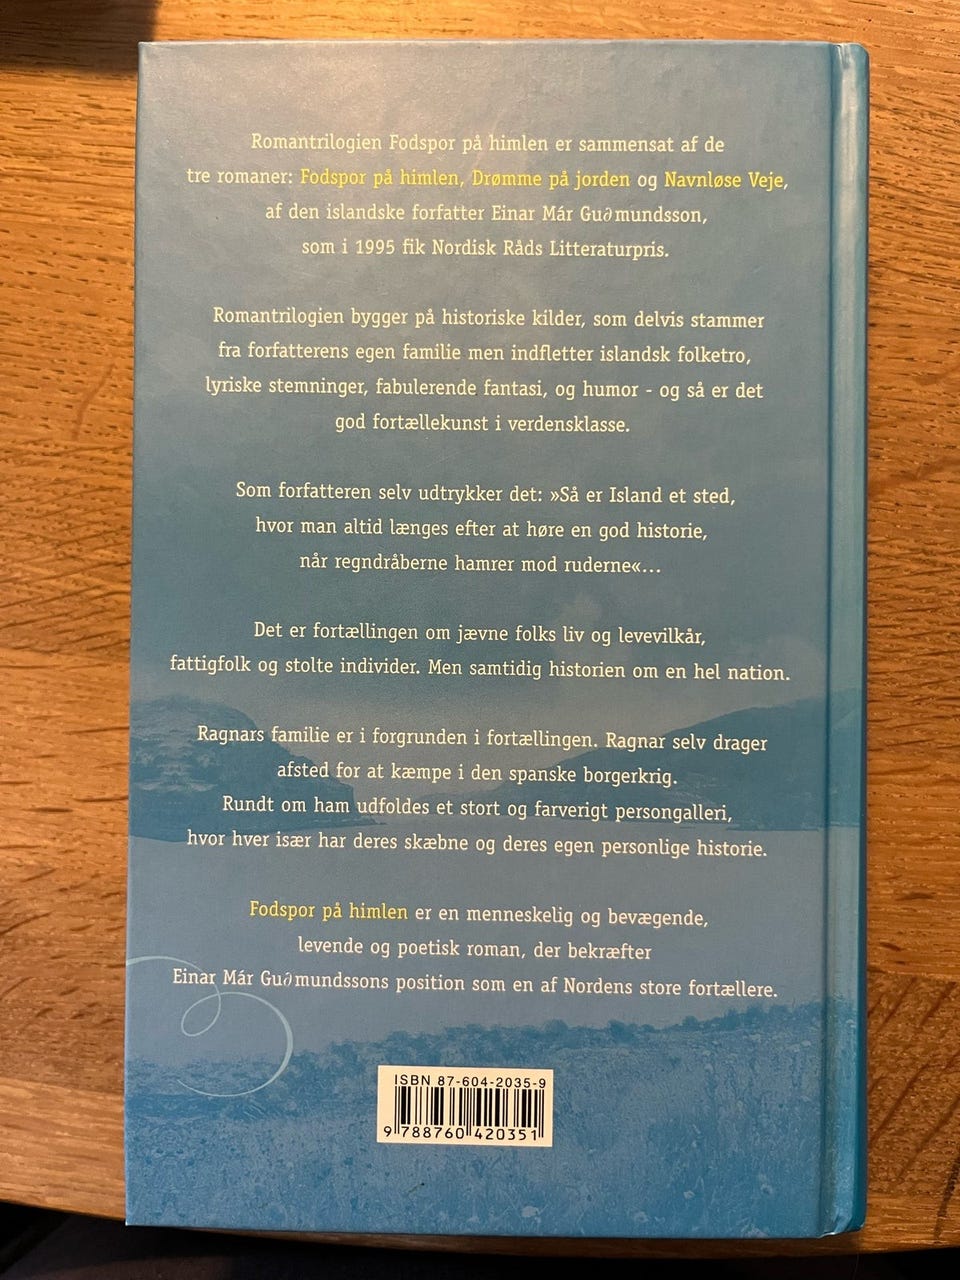 Romantrilogien Fodspor på himlen er sammensat af de
tre romaner: Fodspor på himlen, Drømme på jorden og Navnløse Veje,
af den islandske forfatter Einar Már Gu∂mundsson,
som i 1995 fik Nordisk Råds Litteraturpris.
Romantrilogien bygger på historiske kilder, som delvis stammer
fra forfatterens egen familie men indfletter islandsk folketro,
lyriske stemninger, fabulerende fantasi, og humor - og så er det
god fortællekunst i verdensklasse.
Som forfatteren selv udtrykker det: »Så er Island et sted,
hvor man altid længes efter at høre en god historie,
når regndråberne hamrer mod ruderne«...
Det er fortællingen om jævne folks liv og levevilkår,
fattigfolk og stolte individer. Men samtidig historien om en hel nation.
Ragnars familie er i forgrunden i fortællingen. Ragnar selv drager
afsted for at kæmpe i den spanske borgerkrig.
Rundt om ham udfoldes et stort og farverigt persongalleri,
hvor hver især har deres skæbne og deres egen personlige historie.
Fodspor på himlen er en menneskelig og bevægende,
levende og poetisk roman, der bekræfter
Einar Már Gu∂mundssons position som en af Nordens store fortællere.
ISBN 87-604-2035-9
9 788760 420351